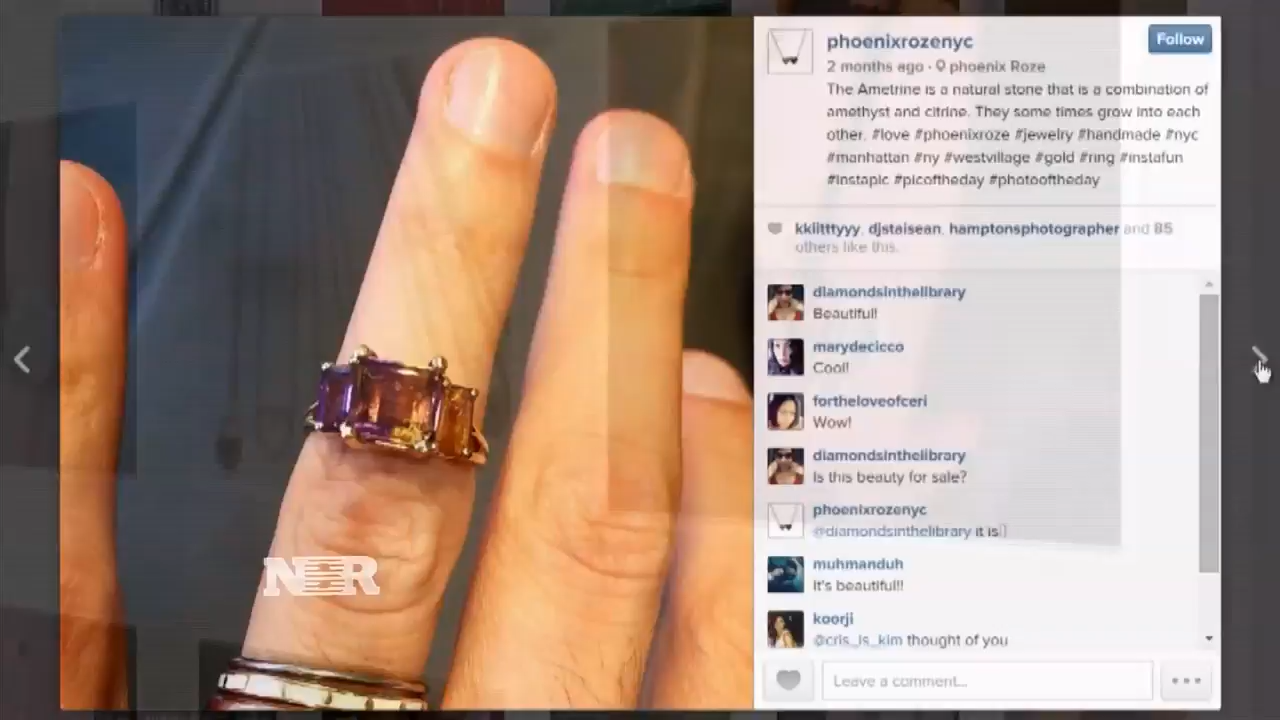 phoenixrozenyc
Follow
2 months ago · phoenix Roze
The Ametrine is a natural stone that is a combination of
amethyst and citrine. They some times grow into each
other. #love #phoenixroze #jewelry #handmade #nyc
#manhattan #ny #westvillage #gold #ring #instafun
#instapic #picoftheday #photooftheday
kkiitttyyy, djstaisean, hamptonsphotographer and 85
others like this.
diamondsinthelibrary
Beautiful!
marydecicco
Cool!
fortheloveofceri
Wow!
diamondsinthelibrary
Is this beauty for sale?
phoenixrozenyc
@diamondsinthelibrary it is
muhmanduh
It's beautiful!!
koorji
@cris_is_kim thought of you
Leave a comment...